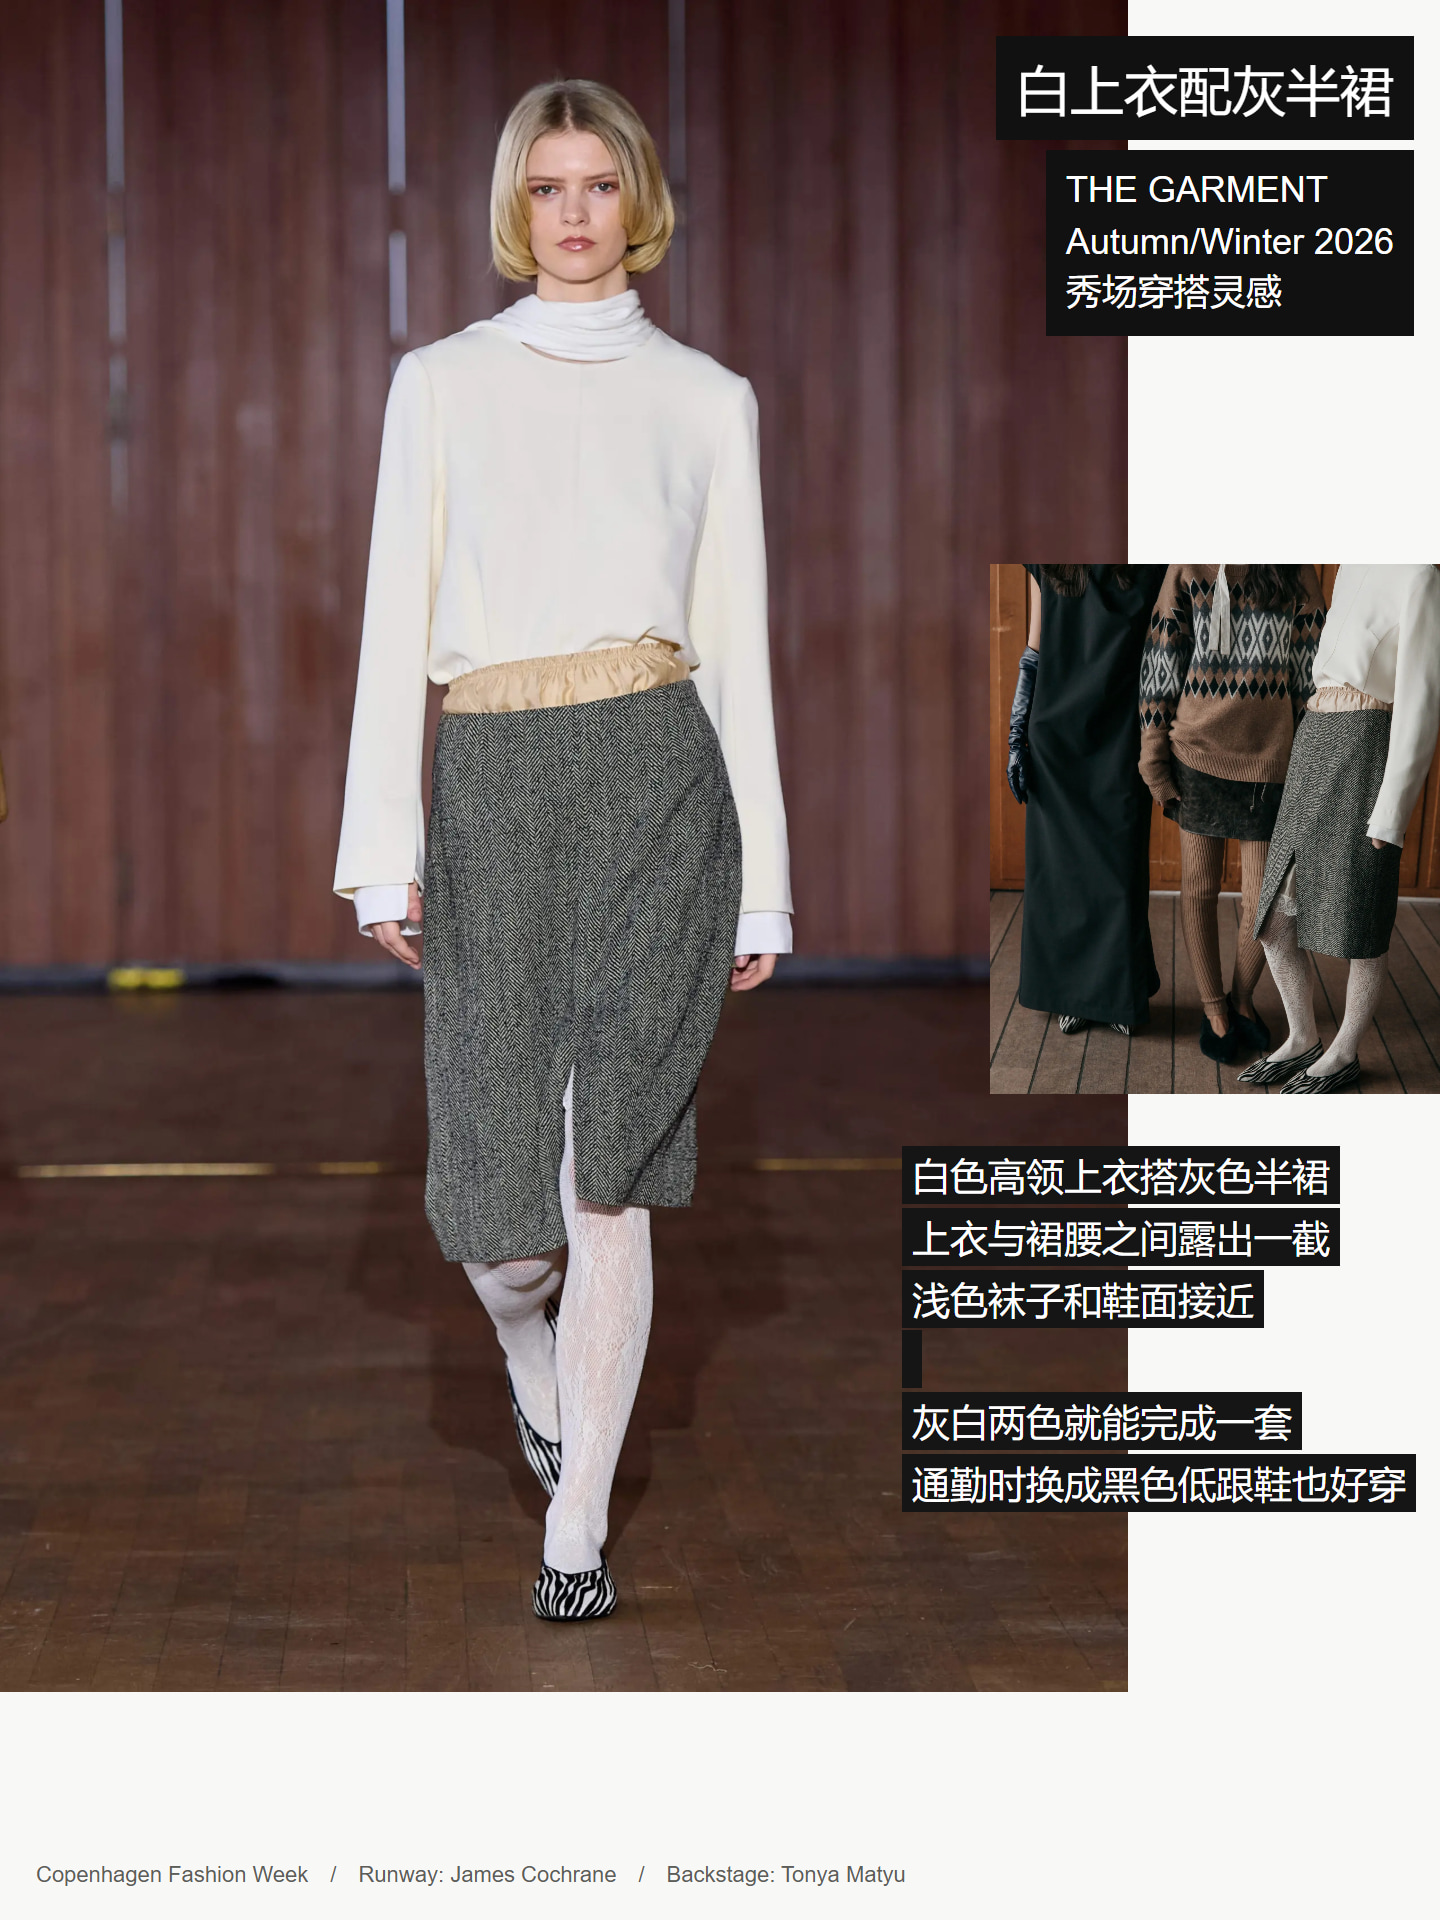 白上衣配灰半裙
THE GARMENT
Autumn/Winter 2026
秀场穿搭灵感
白色高领上衣搭灰色半裙
上衣与裙腰之间露出一截
浅色袜子和鞋面接近
灰白两色就能完成一套
通勤时换成黑色低跟鞋也好穿
Copenhagen Fashion Week / Runway: James Cochrane / Backstage: Tonya Matyu